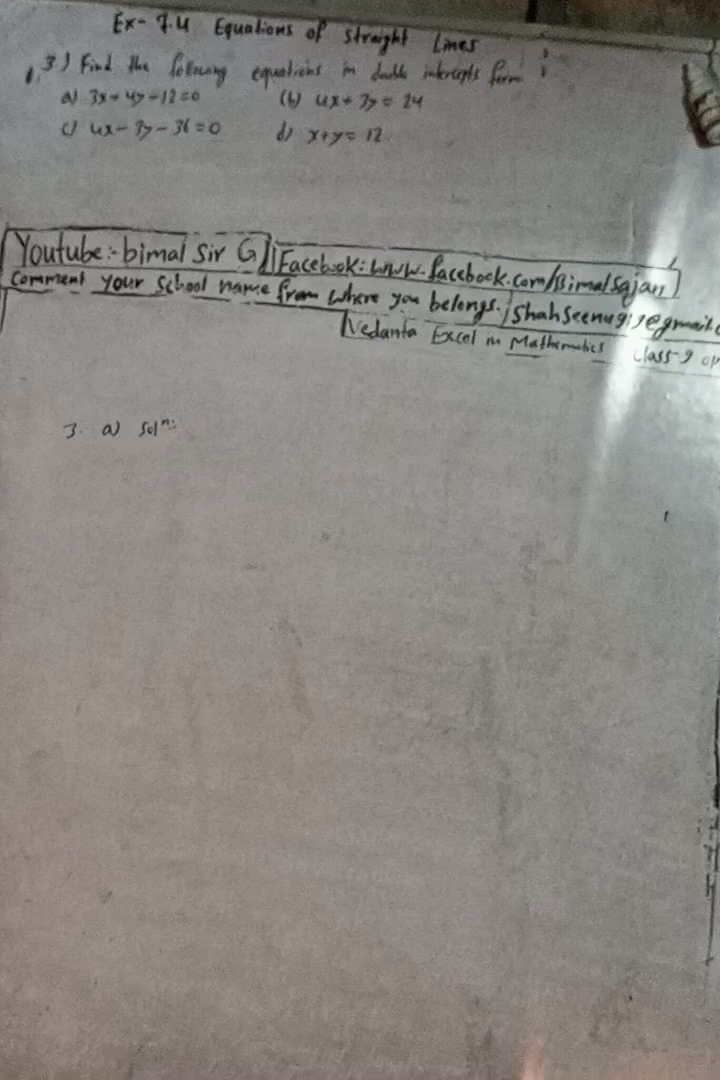 Ex- 7.4 Equations of Straight Lines
3) Find the following equations in double intercepts form
a) 3x+4y-12=0 (b) 4x+3y=24
c) 4x-3y-36=0 d) x+y=12.
Youtube:- bimal Sir G Facebook: www.facebook.com/Bimalsajan
Comment your School name from where you belongs.
Vedanta Excel in Mathematics Class 9
3. a) Solⁿ: